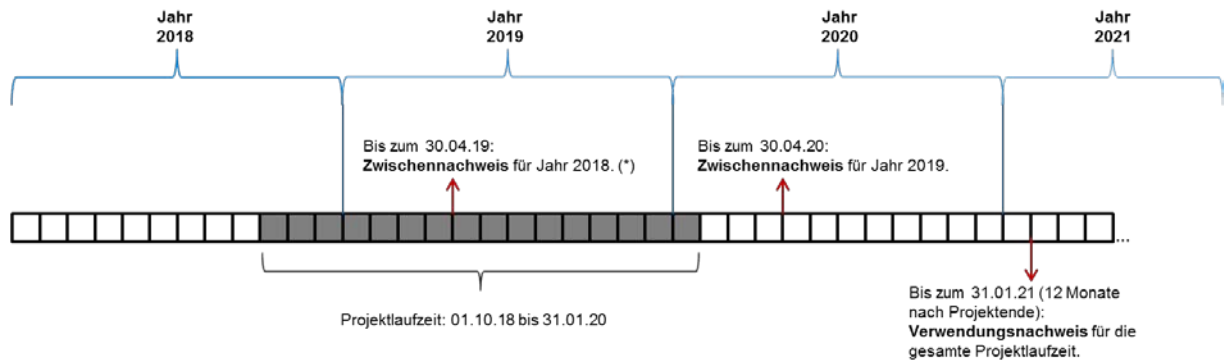 Jahr
2018
Jahr
2019
Jahr
2020
Jahr
2021
Bis zum 30.04.19:
Zwischennachweis für Jahr 2018. (*)
Bis zum 30.04.20:
Zwischennachweis für Jahr 2019.
...
Projektlaufzeit: 01.10.18 bis 31.01.20
Bis zum 31.01.21 (12 Monate
nach Projektende):
Verwendungsnachweis für die
gesamte Projektlaufzeit.